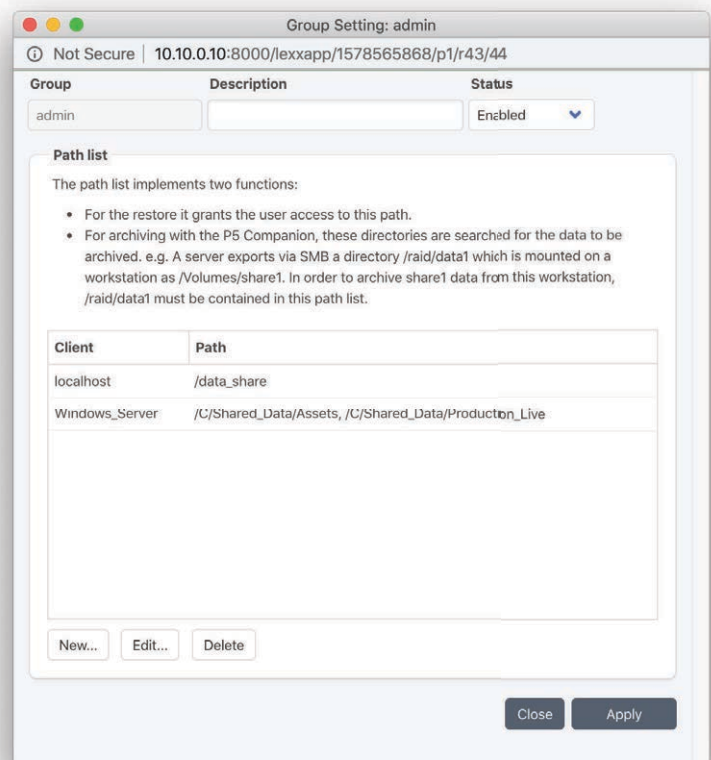 Group Setting: admin
Not Secure | 10.10.0.10:8000/lexxapp/1578565868/p1/r43/44
Group Description Status
admin Enabled
Path list
The path list implements two functions:
• For the restore it grants the user access to this path.
• For archiving with the P5 Companion, these directories are searched for the data to be
archived. e.g. A server exports via SMB a directory /raid/data1 which is mounted on a
workstation as /Volumes/share1. In order to archive share1 data from this workstation,
/raid/data1 must be contained in this path list.
Client Path
localhost /data_share
Windows_Server /C/Shared_Data/Assets, /C/Shared_Data/Production_Live
New... Edit... Delete
Close Apply